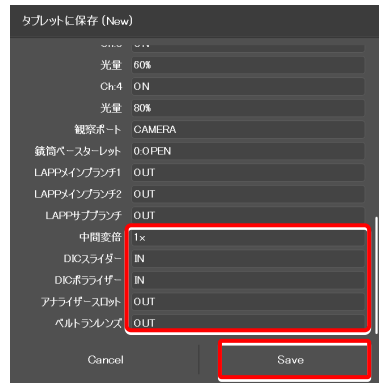 タブレットに保存 (New)
光量 60%
Ch:4 ON
光量 80%
観察ポート CAMERA
鏡筒ベースターレット 0:OPEN
LAPPメインブランチ1 OUT
LAPPメインブランチ2 OUT
LAPPサブブランチ OUT
中間変倍 1×
DICスライダー IN
DICポラライザー IN
アナライザースロット OUT
ベルトランレンズ OUT
Cancel Save